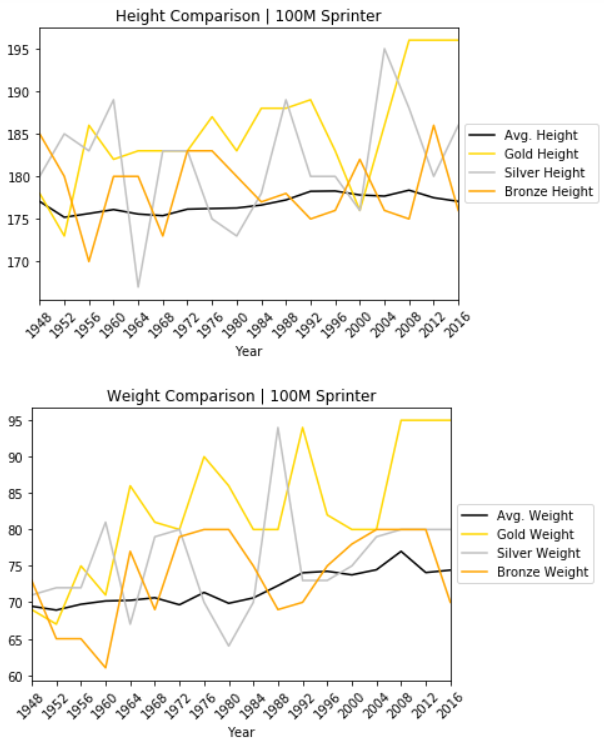 Height Comparison | 100M Sprinter
195
190
185
180
175
170
Avg. Height
Gold Height
Silver Height
Bronze Height
1948 1952 1956 1960 1964 1968 1972 1976 1980 1984 1988 1992 1996 2000 2004 2008 2012 2016
Year
Weight Comparison | 100M Sprinter
95
90
85
80
75
70
65
60
Avg. Weight
Gold Weight
Silver Weight
Bronze Weight
1948 1952 1956 1960 1964 1968 1972 1976 1980 1984 1988 1992 1996 2000 2004 2008 2012 2016
Year